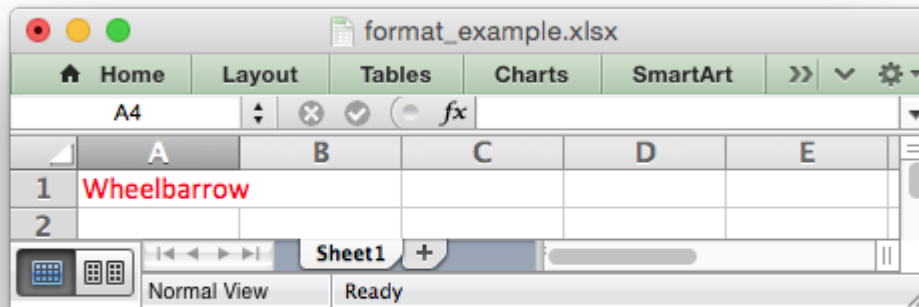 format_example.xlsx
Home Layout Tables Charts SmartArt
A4 fx
A B C D E
1 Wheelbarrow
2
Sheet1 +
Normal View Ready